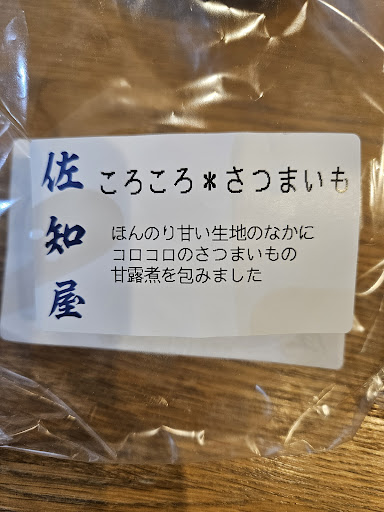 佐知屋
ころころ＊さつまいも
ほんのり甘い生地のなかに
コロコロのさつまいもの
甘露煮を包みました